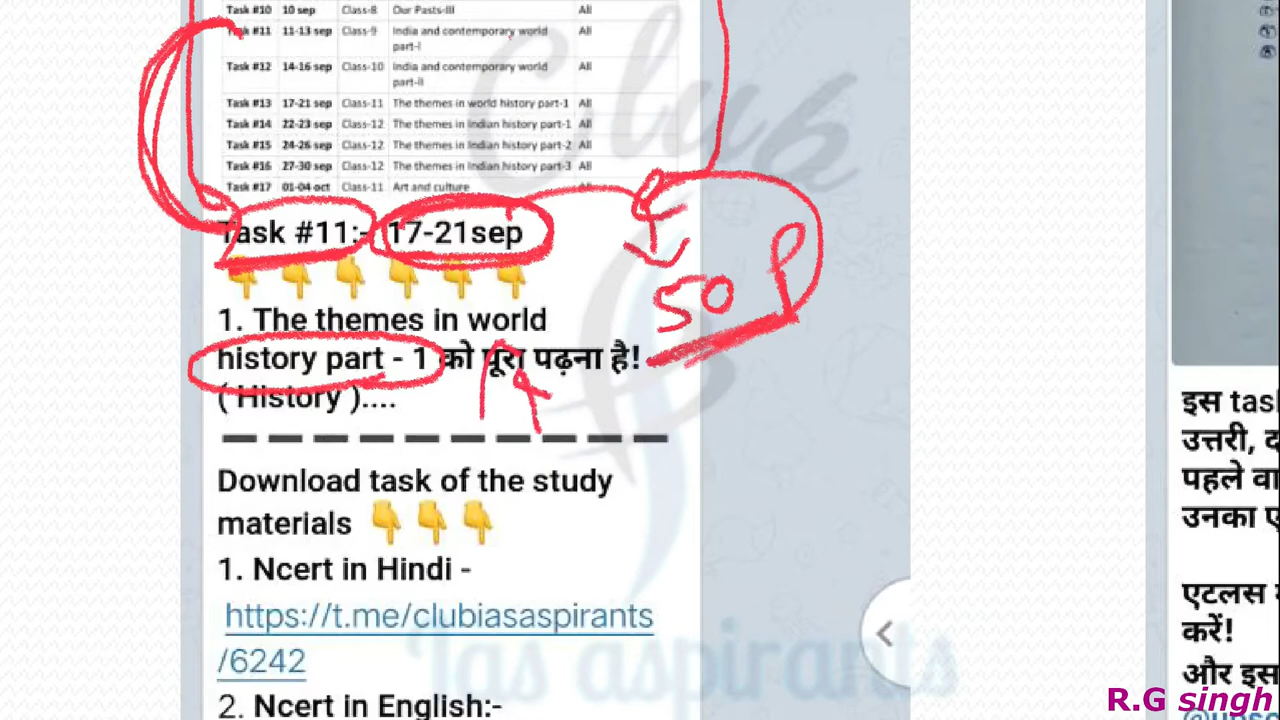 Task #10 10 sep Class-8 Our Pasts-III All
Task #11 11-13 sep Class-9 India and contemporary world All
part-I
Task #12 14-16 sep Class-10 India and contemporary world All
part-II
Task #13 17-21 sep Class-11 The themes in world history part-1 All
Task #14 22-23 sep Class-12 The themes in Indian history part-1 All
Task #15 24-26 sep Class-12 The themes in Indian history part-2 All
Task #16 27-30 sep Class-12 The themes in Indian history part-3 All
Task #17 01-04 oct Class-11 Art and culture All
Task #11:- 17-21sep
50 P
1. The themes in world
history part - 1 को पूरा पढ़ना है!
( History )....
Download task of the study
materials
1. Ncert in Hindi -
https://t.me/clubiasaspirants
/6242
2. Ncert in English:-
Club
Ias aspirants
इस
उत्तरी,
पहले
उनका
एटलस
करें!
और इस
R.G singh